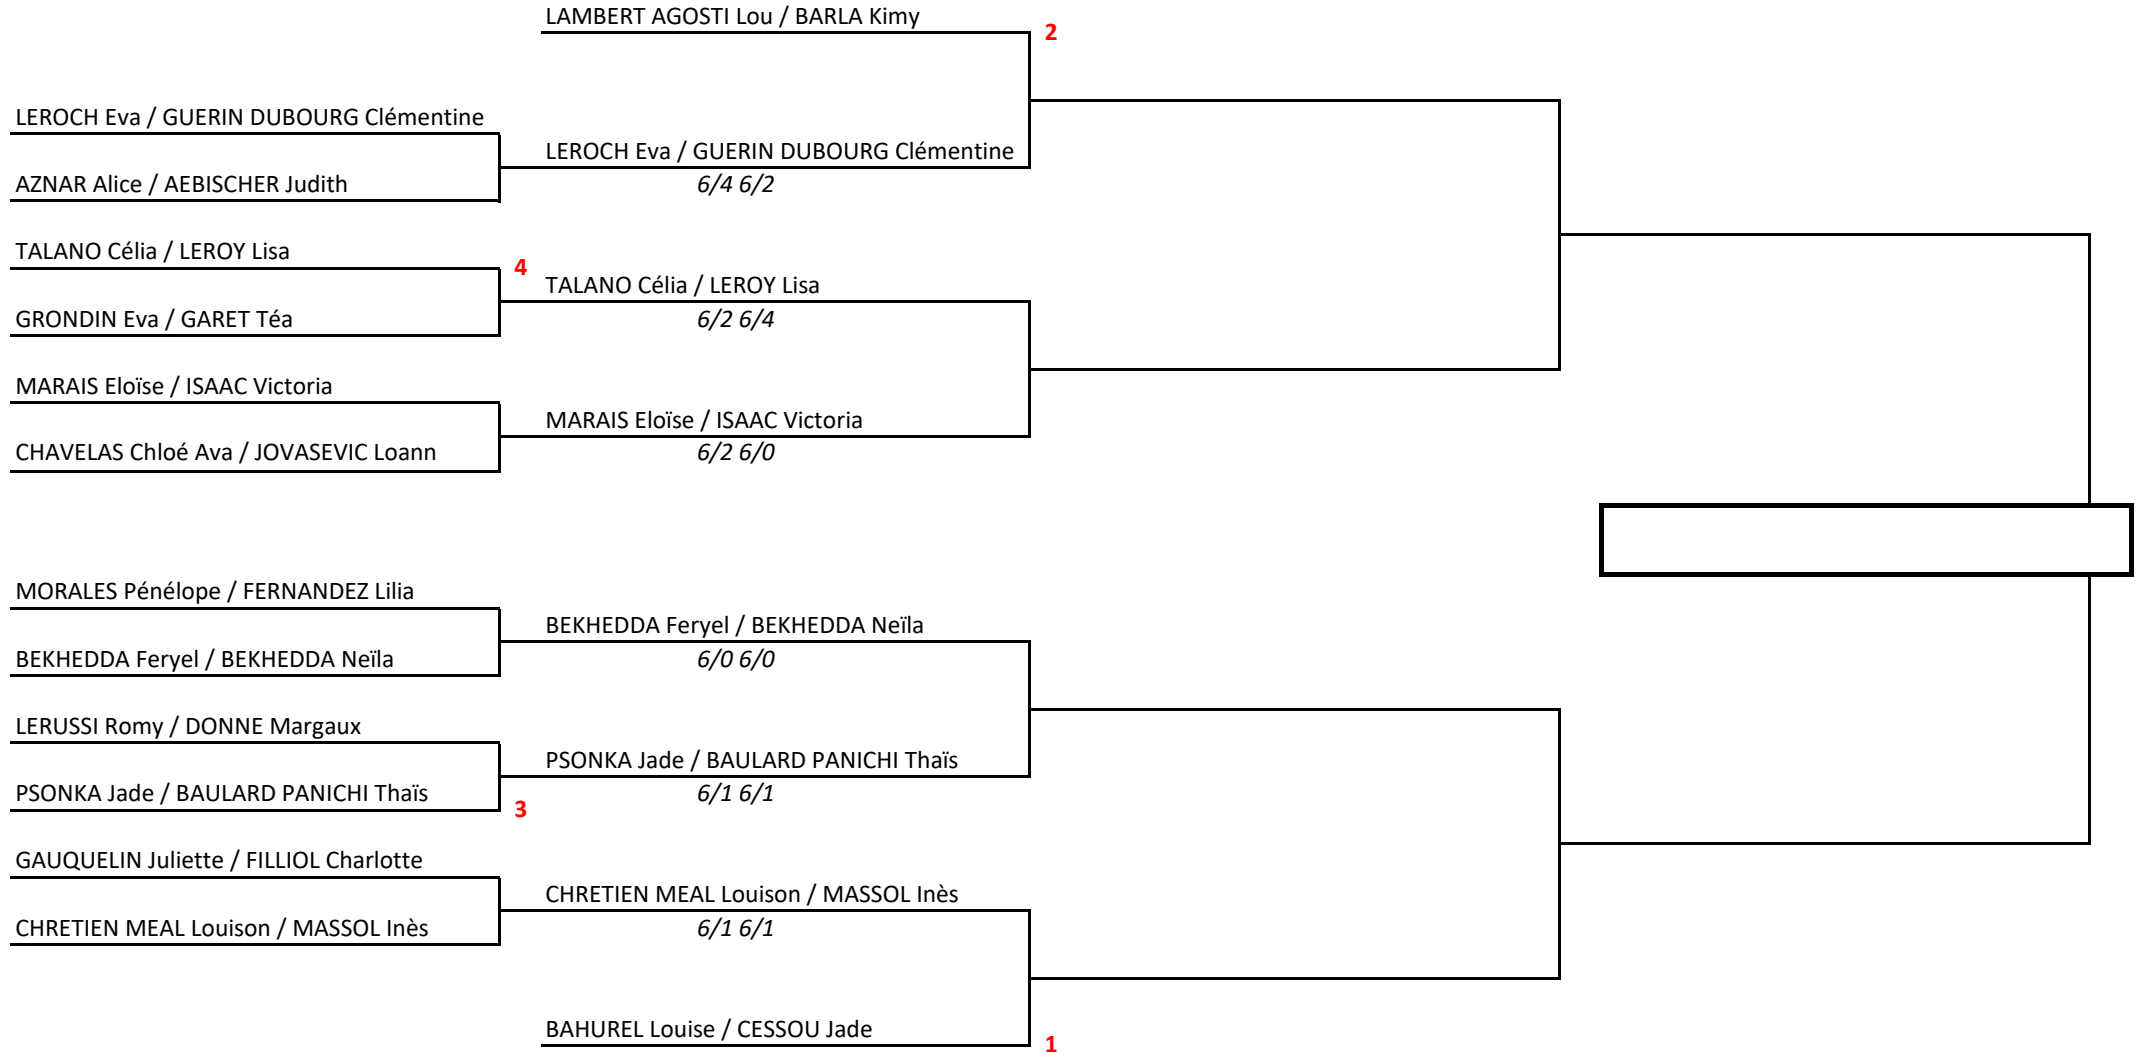 LAMBERT AGOSTI Lou / BARLA Kimy
2
LEROCH Eva / GUERIN DUBOURG Clémentine
LEROCH Eva / GUERIN DUBOURG Clémentine
AZNAR Alice / AEBISCHER Judith
6/4 6/2
TALANO Célia / LEROY Lisa
4
TALANO Célia / LEROY Lisa
GRONDIN Eva / GARET Téa
6/2 6/4
MARAIS Eloïse / ISAAC Victoria
MARAIS Eloïse / ISAAC Victoria
CHAVELAS Chloé Ava / JOVASEVIC Loann
6/2 6/0
MORALES Pénélope / FERNANDEZ Lilia
BEKHEDDA Feryel / BEKHEDDA Neïla
BEKHEDDA Feryel / BEKHEDDA Neïla
6/0 6/0
LERUSSI Romy / DONNE Margaux
PSONKA Jade / BAULARD PANICHI Thaïs
PSONKA Jade / BAULARD PANICHI Thaïs
6/1 6/1
3
GAUQUELIN Juliette / FILLIOL Charlotte
CHRETIEN MEAL Louison / MASSOL Inès
CHRETIEN MEAL Louison / MASSOL Inès
6/1 6/1
BAHUREL Louise / CESSOU Jade
1